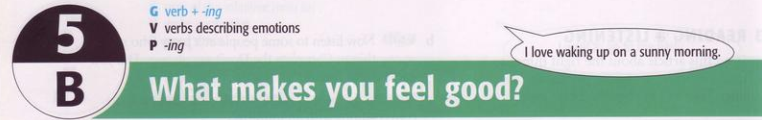 5
B
G verb + -ing
V verbs describing emotions
P -ing
I love waking up on a sunny morning.
What makes you feel good?